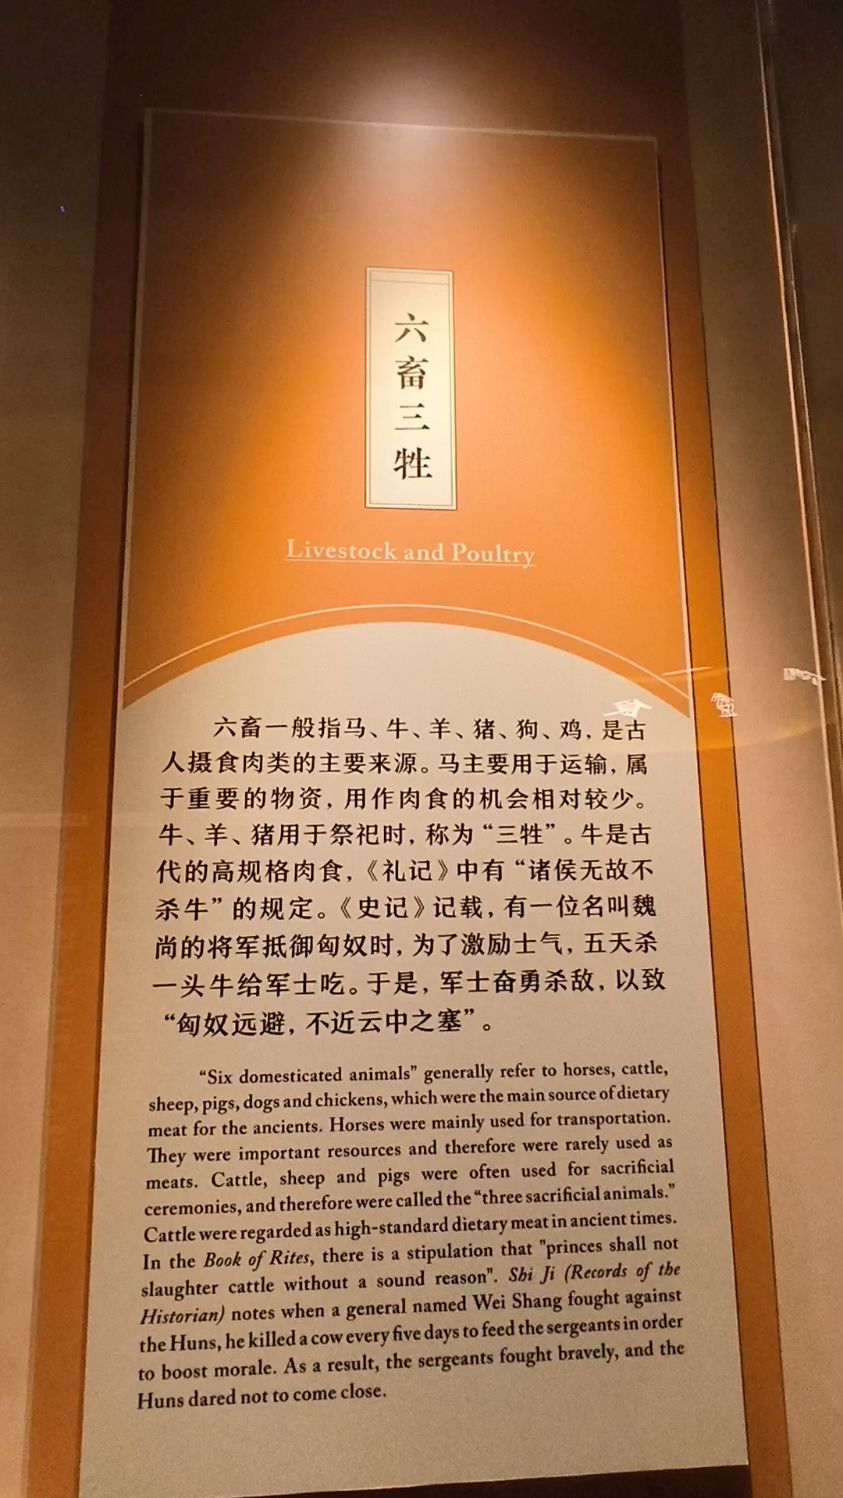 六畜三牲
Livestock and Poultry
六畜一般指马、牛、羊、猪、狗、鸡，是古
人摄食肉类的主要来源。马主要用于运输，属
于重要的物资，用作肉食的机会相对较少。
牛、羊、猪用于祭祀时，称为“三牲”。牛是古
代的高规格肉食，《礼记》中有“诸侯无故不
杀牛”的规定。《史记》记载，有一位名叫魏
尚的将军抵御匈奴时，为了激励士气，五天杀
一头牛给军士吃。于是，军士奋勇杀敌，以致
“匈奴远避，不近云中之塞”。
“Six domesticated animals” generally refer to horses, cattle,
sheep, pigs, dogs and chickens, which were the main source of dietary
meat for the ancients. Horses were mainly used for transportation.
They were important resources and therefore were rarely used as
meats. Cattle, sheep and pigs were often used for sacrificial
ceremonies, and therefore were called the “three sacrificial animals.”
Cattle were regarded as high-standard dietary meat in ancient times.
In the Book of Rites, there is a stipulation that "princes shall not
slaughter cattle without a sound reason". Shi Ji (Records of the
Historian) notes when a general named Wei Shang fought against
the Huns, he killed a cow every five days to feed the sergeants in order
to boost morale. As a result, the sergeants fought bravely, and the
Huns dared not to come close.